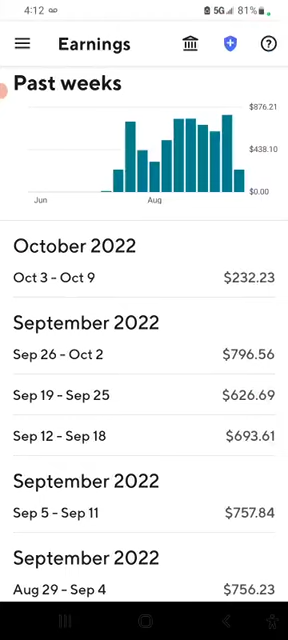 4:12 5G 81%
Earnings
Past weeks
$876.21
$438.10
$0.00
Jun Aug
October 2022
Oct 3 - Oct 9 $232.23
September 2022
Sep 26 - Oct 2 $796.56
Sep 19 - Sep 25 $626.69
Sep 12 - Sep 18 $693.61
September 2022
Sep 5 - Sep 11 $757.84
September 2022
Aug 29 - Sep 4 $756.23